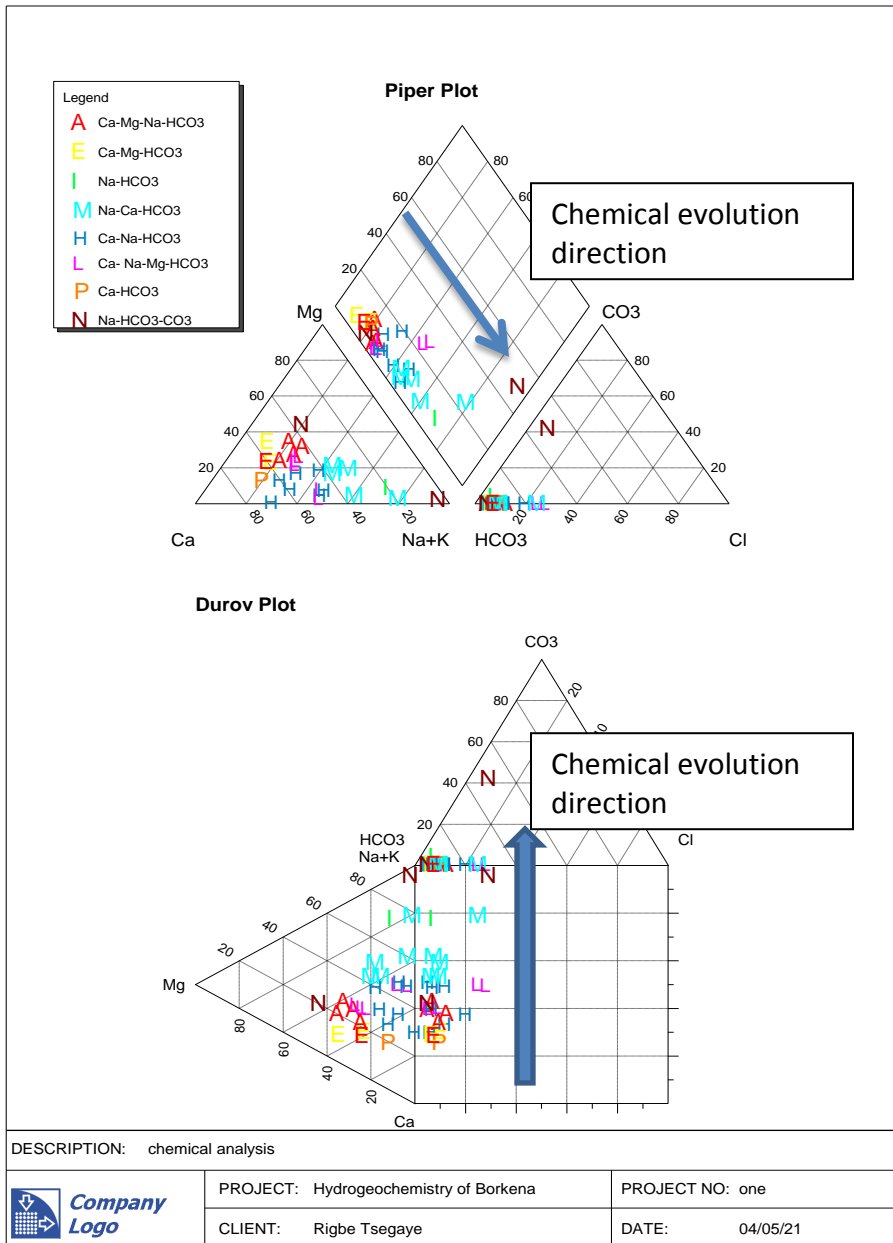 Piper Plot
Legend
A Ca-Mg-Na-HCO3
E Ca-Mg-HCO3
I Na-HCO3
M Na-Ca-HCO3
H Ca-Na-HCO3
L Ca- Na-Mg-HCO3
P Ca-HCO3
N Na-HCO3-CO3
80 80
60 60
40 40
20 20
Chemical evolution
direction
Mg CO3
80 80
60 60
40 40
20 20
80 60 40 20
20 40 60 80
Ca Na+K HCO3 Cl
Durov Plot
CO3
80 20
60
40
20
Chemical evolution
direction
HCO3 Cl
Na+K
80
60
40
20
Mg
80
60
40
20
Ca
DESCRIPTION: chemical analysis
Company
Logo
PROJECT: Hydrogeochemistry of Borkena
PROJECT NO: one
CLIENT: Rigbe Tsegaye
DATE: 04/05/21